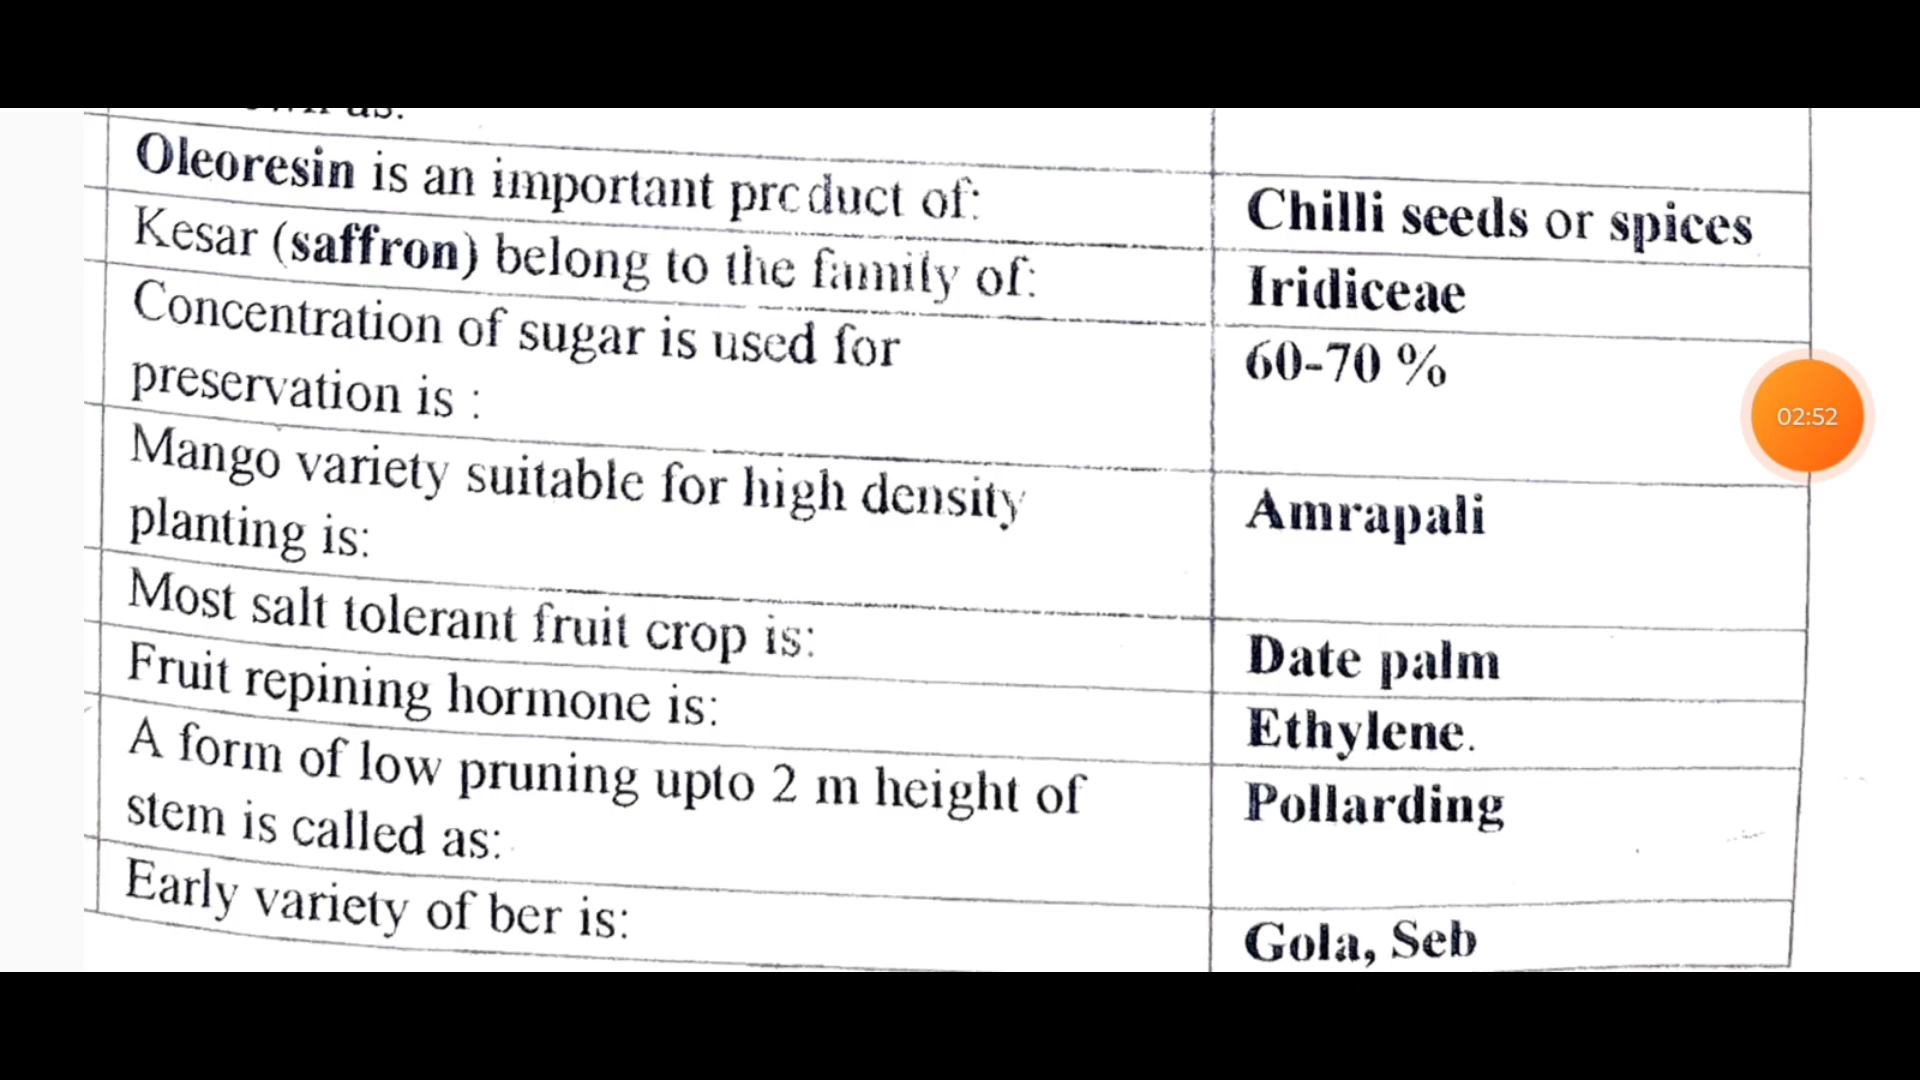 Oleoresin is an important product of: Chilli seeds or spices
Kesar (saffron) belong to the family of: Iridiceae
Concentration of sugar is used for 60-70 %
preservation is :
Mango variety suitable for high density Amrapali
planting is:
Most salt tolerant fruit crop is: Date palm
Fruit repining hormone is: Ethylene.
A form of low pruning upto 2 m height of Pollarding
stem is called as:
Early variety of ber is: Gola, Seb
02:52